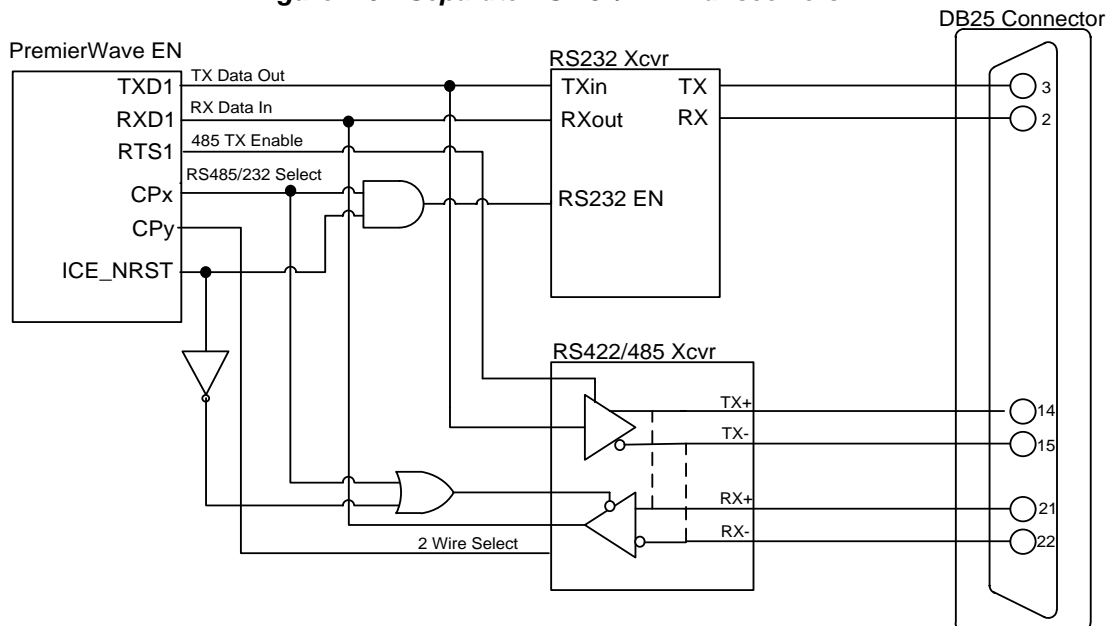 DB25 Connector
PremierWave EN
RS232 Xcvr
TXD1
TX Data Out
TXin
TX
3
RXD1
RX Data In
RXout
RX
2
RTS1
485 TX Enable
CPx
RS485/232 Select
RS232 EN
CPy
ICE_NRST
RS422/485 Xcvr
TX+
14
TX-
15
RX+
21
RX-
22
2 Wire Select